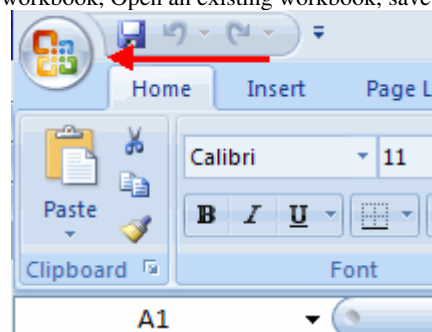 workbook, Open an existing workbook, save
Home Insert Page L
Calibri 11
Paste
B I U
Clipboard Font
A1